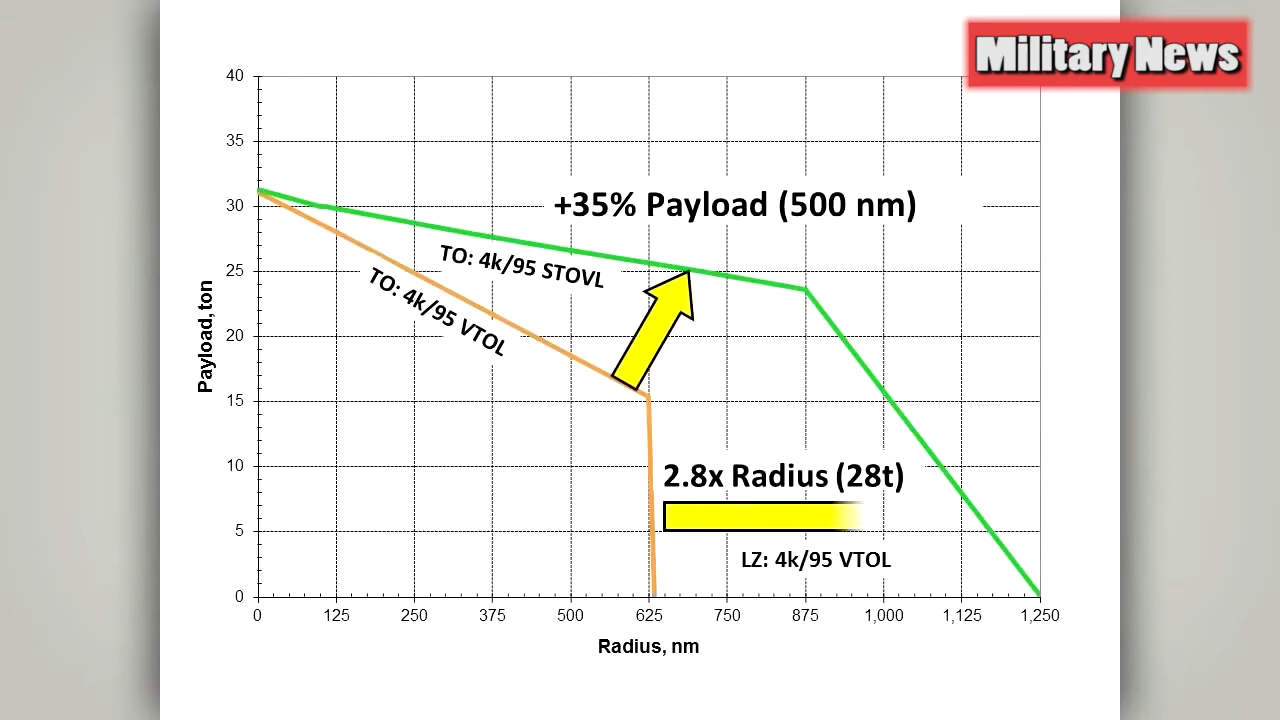 Military News
40
35
30
25
20
15
10
5
0
Payload, ton
+35% Payload (500 nm)
TO: 4k/95 STOVL
TO: 4k/95 VTOL
2.8x Radius (28t)
LZ: 4k/95 VTOL
0 125 250 375 500 625 750 875 1,000 1,125 1,250
Radius, nm